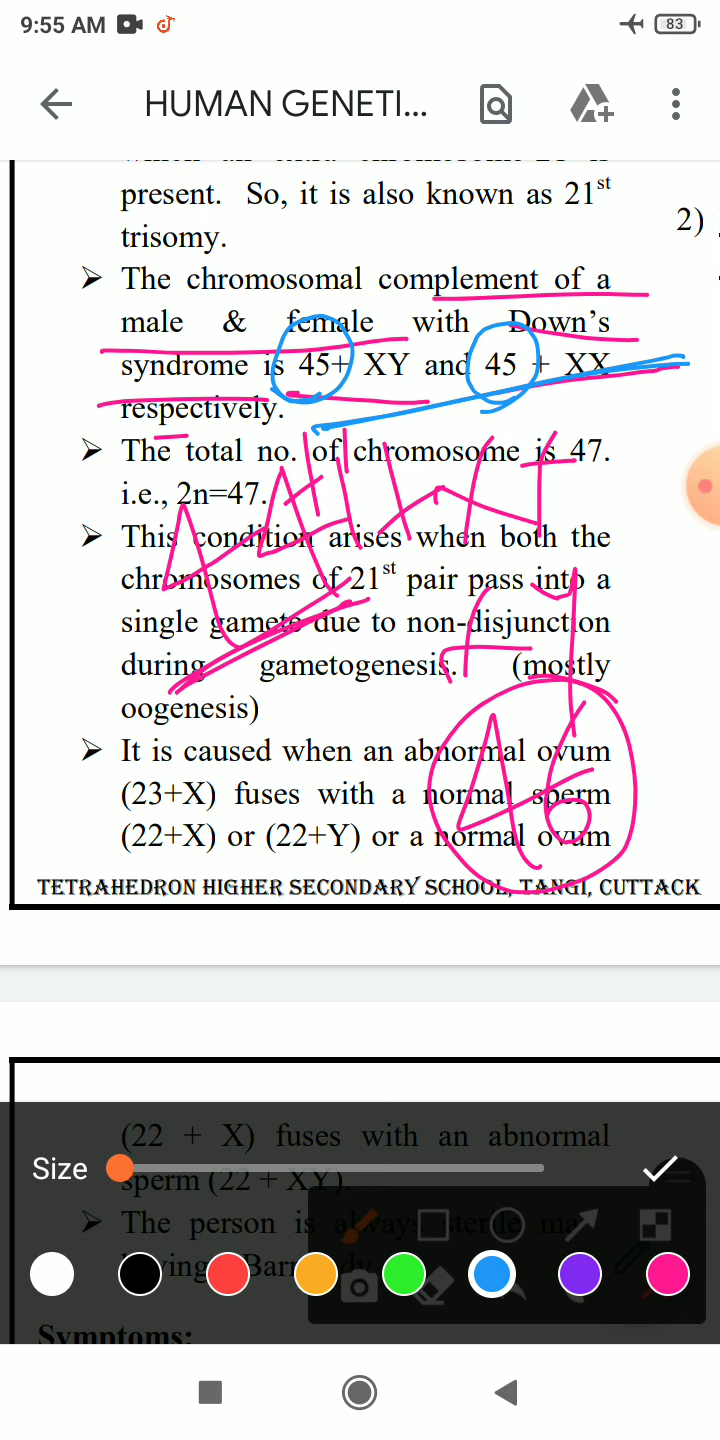 9:55 AM
83
HUMAN GENETI...
present. So, it is also known as 21st
trisomy.
2)
➤ The chromosomal complement of a
male & female with Down's
syndrome is 45+ XY and 45 + XX
respectively.
➤ The total no. of chromosome is 47.
i.e., 2n=47.
➤ This condition arises when both the
chromosomes of 21st pair pass into a
single gamete due to non-disjunction
during gametogenesis. (mostly
oogenesis)
➤ It is caused when an abnormal ovum
(23+X) fuses with a normal sperm
(22+X) or (22+Y) or a normal ovum
46
TETRAHEDRON HIGHER SECONDARY SCHOOL, TANGI, CUTTACK
(22 + X) fuses with an abnormal
Size
sperm (22 + XY).
➤ The person is always sterile
Symptoms: